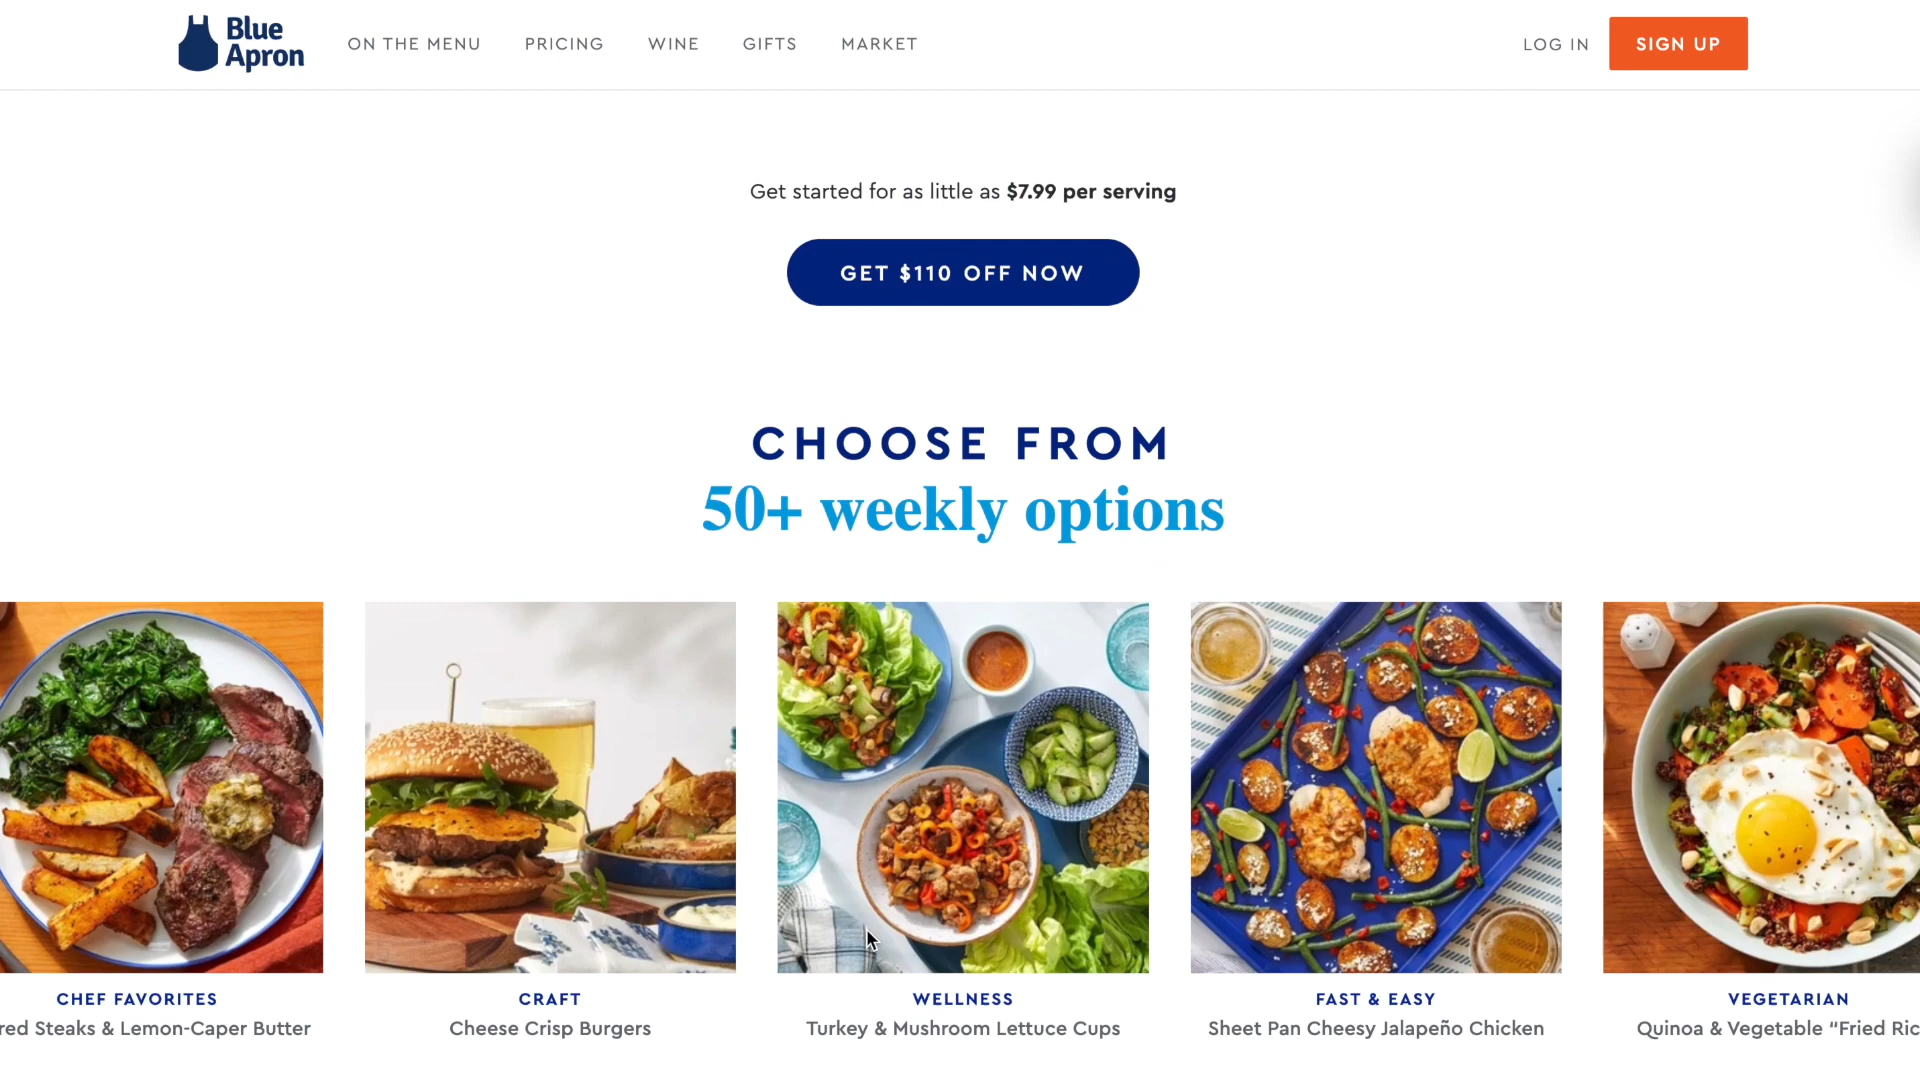 Blue Apron
ON THE MENU
PRICING
WINE
GIFTS
MARKET
LOG IN
SIGN UP
Get started for as little as $7.99 per serving
GET $110 OFF NOW
CHOOSE FROM
50+ weekly options
CHEF FAVORITES
red Steaks & Lemon-Caper Butter
CRAFT
Cheese Crisp Burgers
WELLNESS
Turkey & Mushroom Lettuce Cups
FAST & EASY
Sheet Pan Cheesy Jalapeño Chicken
VEGETARIAN
Quinoa & Vegetable “Fried Ric